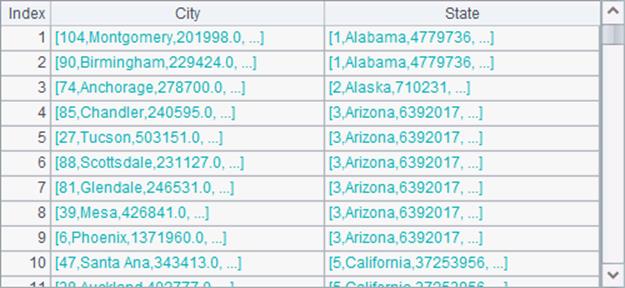 Index City State
1 [104,Montgomery,201998.0, ...] [1,Alabama,4779736, ...]
2 [90,Birmingham,229424.0, ...] [1,Alabama,4779736, ...]
3 [74,Anchorage,278700.0, ...] [2,Alaska,710231, ...]
4 [85,Chandler,240595.0, ...] [3,Arizona,6392017, ...]
5 [27,Tucson,503151.0, ...] [3,Arizona,6392017, ...]
6 [88,Scottsdale,231127.0, ...] [3,Arizona,6392017, ...]
7 [81,Glendale,246531.0, ...] [3,Arizona,6392017, ...]
8 [39,Mesa,426841.0, ...] [3,Arizona,6392017, ...]
9 [6,Phoenix,1371960.0, ...] [3,Arizona,6392017, ...]
10 [47,Santa Ana,343413.0, ...] [5,California,37253956, ...]
11 [5,California,37253956, ...]